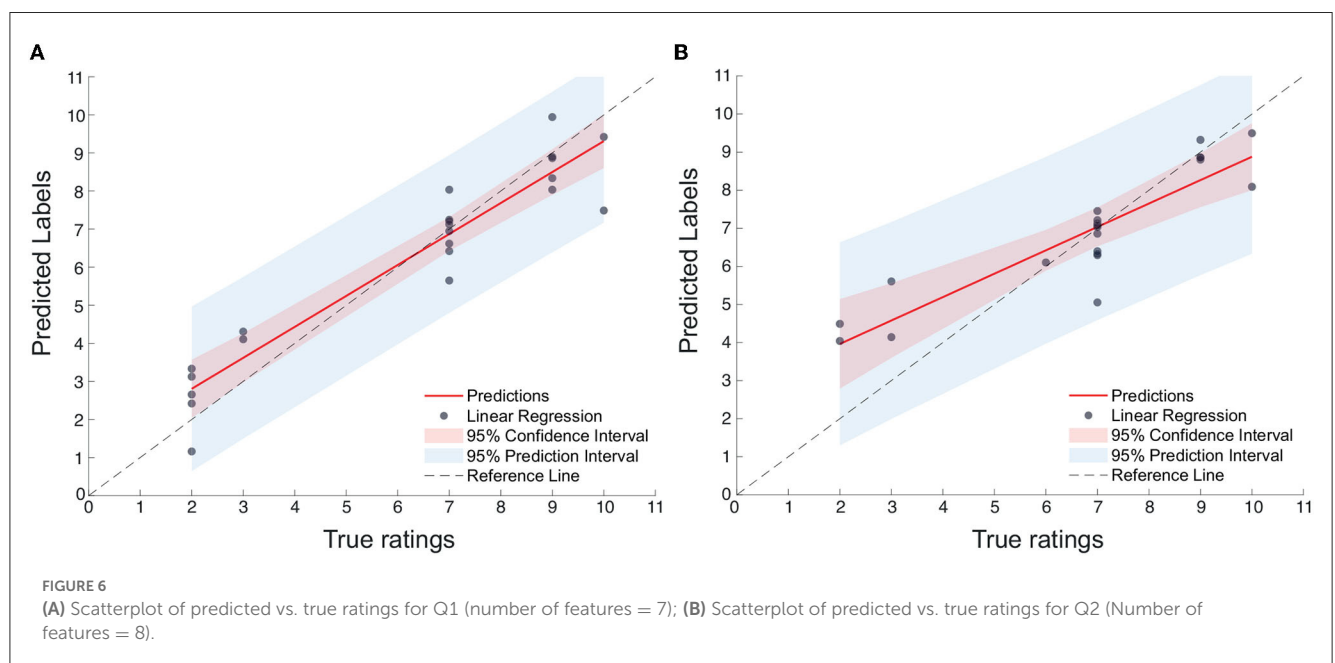 A
B
11
10
9
8
7
6
5
4
3
2
1
0
Predicted Labels
0 1 2 3 4 5 6 7 8 9 10 11
True ratings
Predictions
Linear Regression
95% Confidence Interval
95% Prediction Interval
Reference Line
11
10
9
8
7
6
5
4
3
2
1
0
Predicted Labels
0 1 2 3 4 5 6 7 8 9 10 11
True ratings
Predictions
Linear Regression
95% Confidence Interval
95% Prediction Interval
Reference Line
FIGURE 6
(A) Scatterplot of predicted vs. true ratings for Q1 (number of features = 7); (B) Scatterplot of predicted vs. true ratings for Q2 (Number of
features = 8).